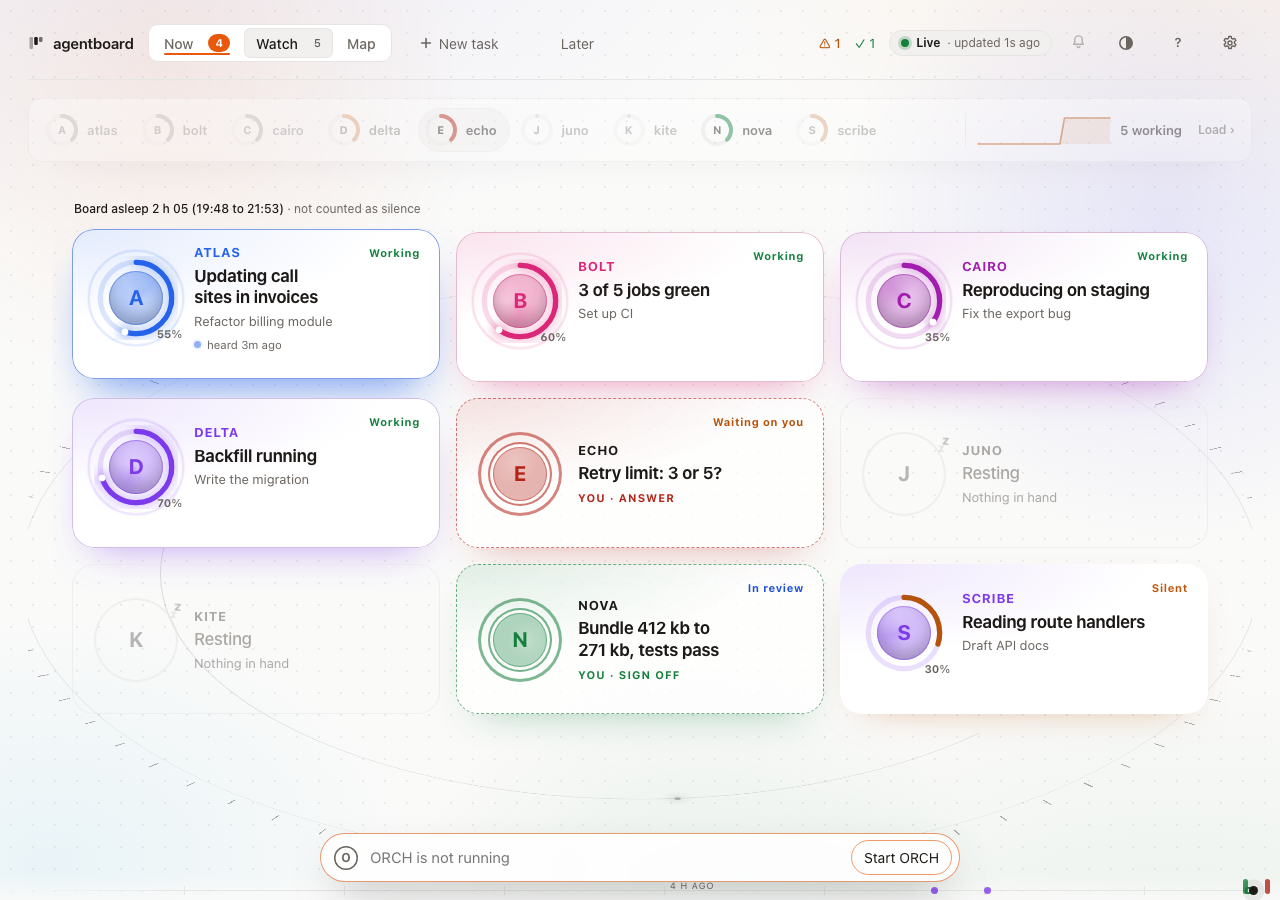 agentboard
Now 4
Watch 5
Map
+ New task
Later
1
1
Live · updated 1s ago
?
A atlas
B bolt
C cairo
D delta
E echo
J juno
K kite
N nova
S scribe
5 working
Load ›
Board asleep 2 h 05 (19:48 to 21:53) · not counted as silence
A
55%
ATLAS
Working
Updating call
sites in invoices
Refactor billing module
heard 3m ago
B
60%
BOLT
Working
3 of 5 jobs green
Set up CI
C
35%
CAIRO
Working
Reproducing on staging
Fix the export bug
D
70%
DELTA
Working
Backfill running
Write the migration
E
Waiting on you
ECHO
Retry limit: 3 or 5?
YOU · ANSWER
J
z
JUNO
Resting
Nothing in hand
K
z
KITE
Resting
Nothing in hand
N
In review
NOVA
Bundle 412 kb to
271 kb, tests pass
YOU · SIGN OFF
S
30%
SCRIBE
Silent
Reading route handlers
Draft API docs
O
ORCH is not running
Start ORCH
4 H AGO